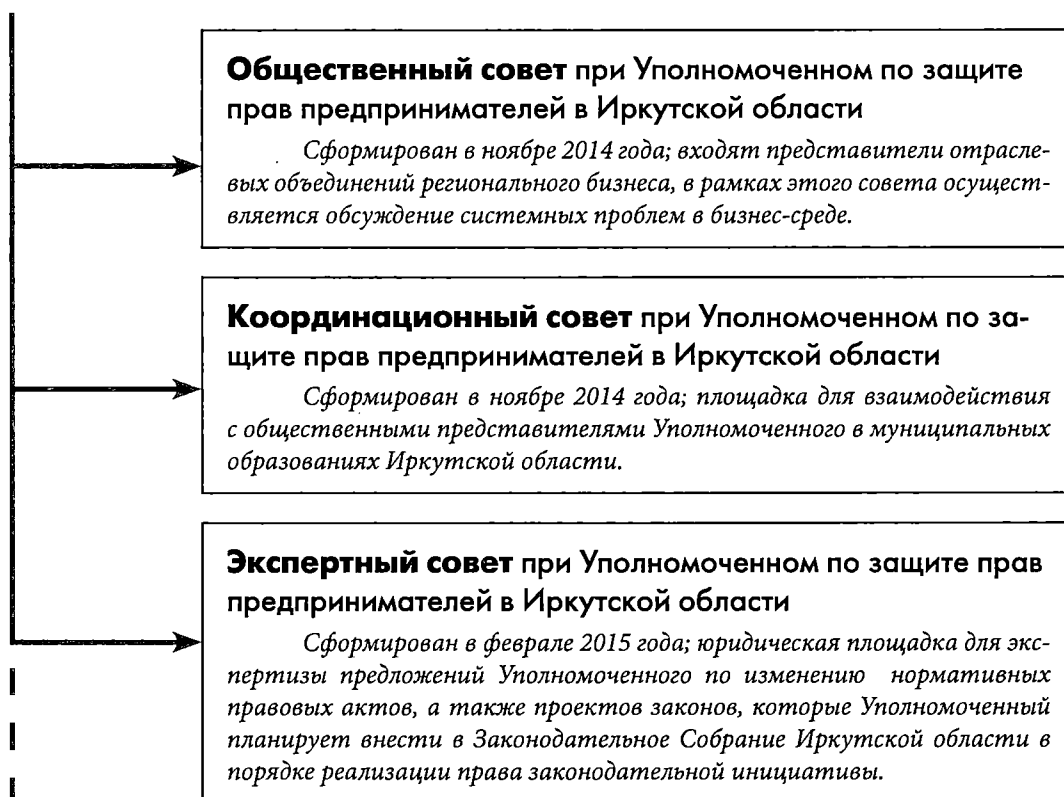 Общественный совет при Уполномоченном по защите
прав предпринимателей в Иркутской области
Сформирован в ноябре 2014 года; входят представители отрасле-
вых объединений регионального бизнеса, в рамках этого совета осущест-
вляется обсуждение системных проблем в бизнес-среде.
Координационный совет при Уполномоченном по за-
щите прав предпринимателей в Иркутской области
Сформирован в ноябре 2014 года; площадка для взаимодействия
с общественными представителями Уполномоченного в муниципальных
образованиях Иркутской области.
Экспертный совет при Уполномоченном по защите прав
предпринимателей в Иркутской области
Сформирован в феврале 2015 года; юридическая площадка для экс-
пертизы предложений Уполномоченного по изменению нормативных
правовых актов, а также проектов законов, которые Уполномоченный
планирует внести в Законодательное Собрание Иркутской области в
порядке реализации права законодательной инициативы.